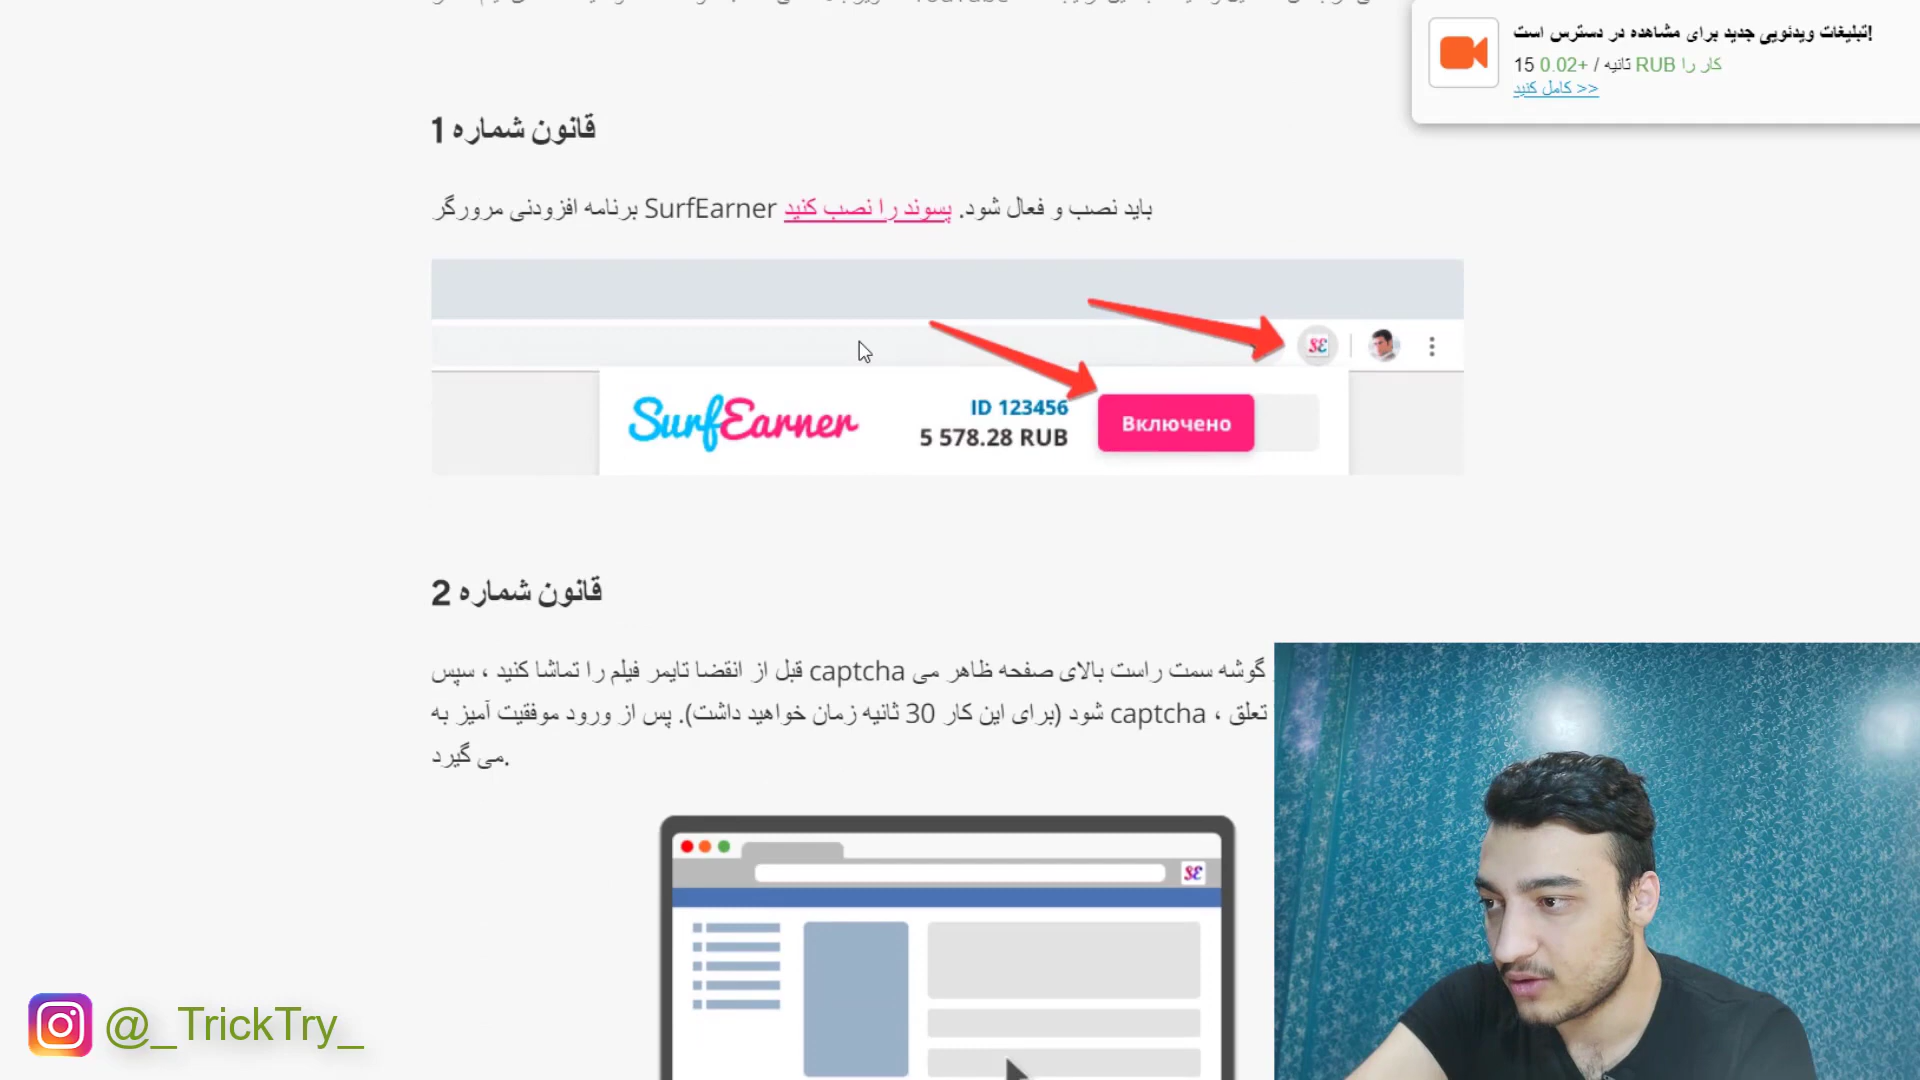 !تبلیغات ویدئویی جدید برای مشاهده در دسترس است
15 ثانیه / +0.02 RUB کار را
کامل کنید >>
قانون شماره 1
برنامه افزودنی مرورگر SurfEarner باید نصب و فعال شود. پسوند را نصب کنید
SurfEarner
ID 123456
5 578.28 RUB
Включено
قانون شماره 2
قبل از انقضا تایمر فیلم را تماشا کنید ، سپس captcha گوشه سمت راست بالای صفحه ظاهر می
شود (برای این کار 30 ثانیه زمان خواهید داشت). پس از ورود موفقیت آمیز به captcha ، تعلق
می گیرد.
@_TrickTry_